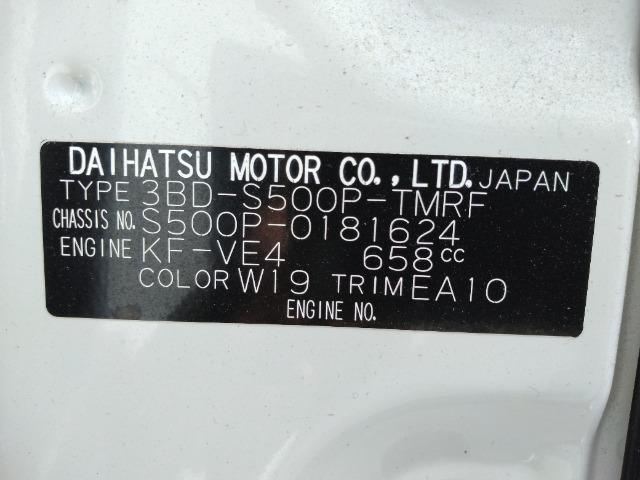 DAIHATSU MOTOR CO., LTD. JAPAN
TYPE 3BD-S500P-TMRF
CHASSIS NO. S500P-0181624
ENGINE KF-VE4 658cc
COLOR W19 TRIM EA10
ENGINE NO.